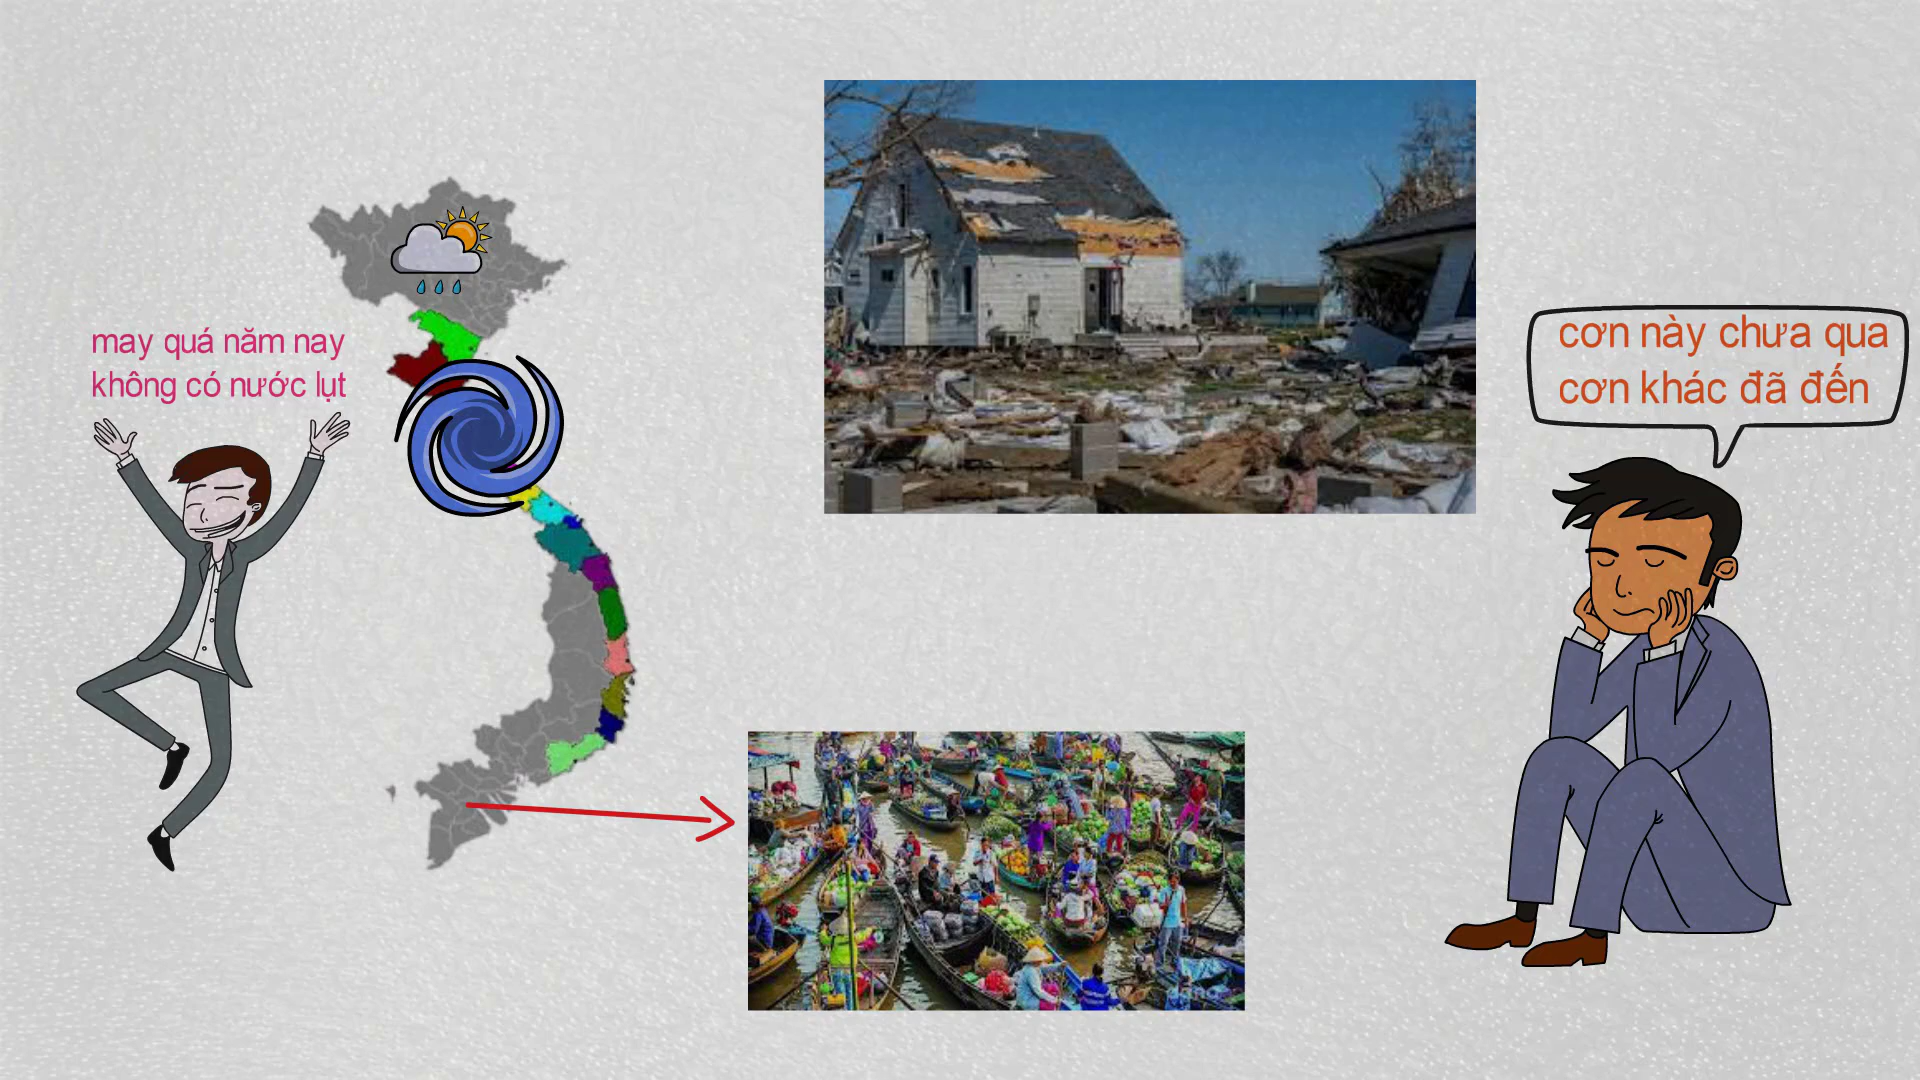 may quá năm nay
không có nước lụt
cơn này chưa qua
cơn khác đã đến